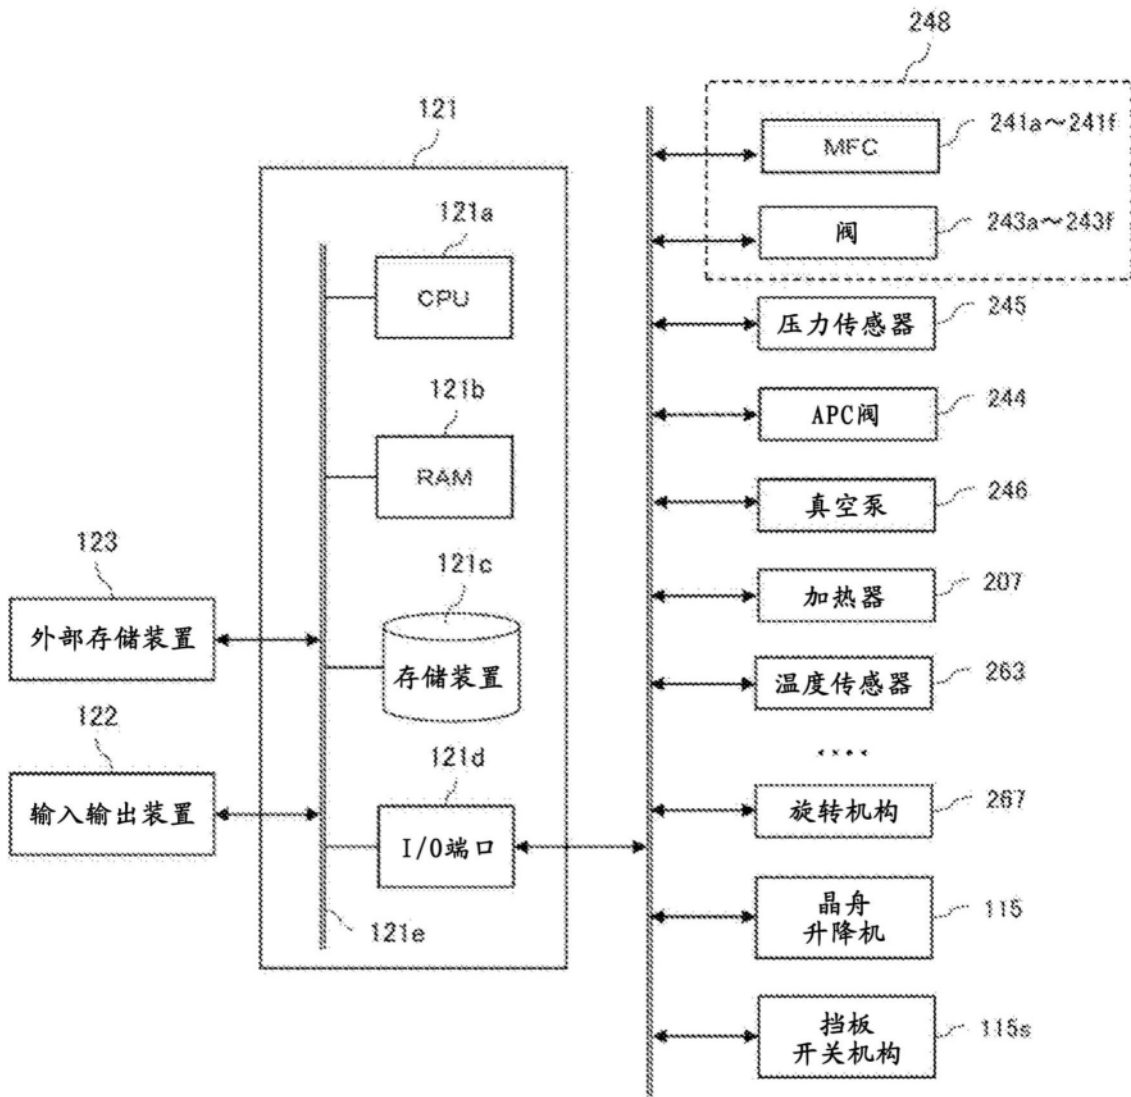 248
121
MFC
241a～241f
121a
阀
243a～243f
CPU
压力传感器
245
121b
APC阀
244
RAM
真空泵
246
123
121c
加热器
207
外部存储装置
存储装置
温度传感器
263
122
121d
····
输入输出装置
I/O端口
旋转机构
267
121e
晶舟
升降机
115
挡板
开关机构
115s